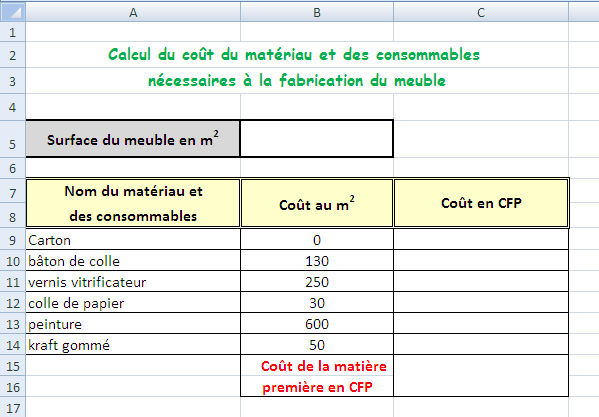 A B C
1
2 Calcul du coût du matériau et des consommables
3 nécessaires à la fabrication du meuble
4
5 Surface du meuble en m²
6
7 Nom du matériau et
8 des consommables Coût au m² Coût en CFP
9 Carton 0
10 bâton de colle 130
11 vernis vitrificateur 250
12 colle de papier 30
13 peinture 600
14 kraft gommé 50
15 Coût de la matière
16 première en CFP
17